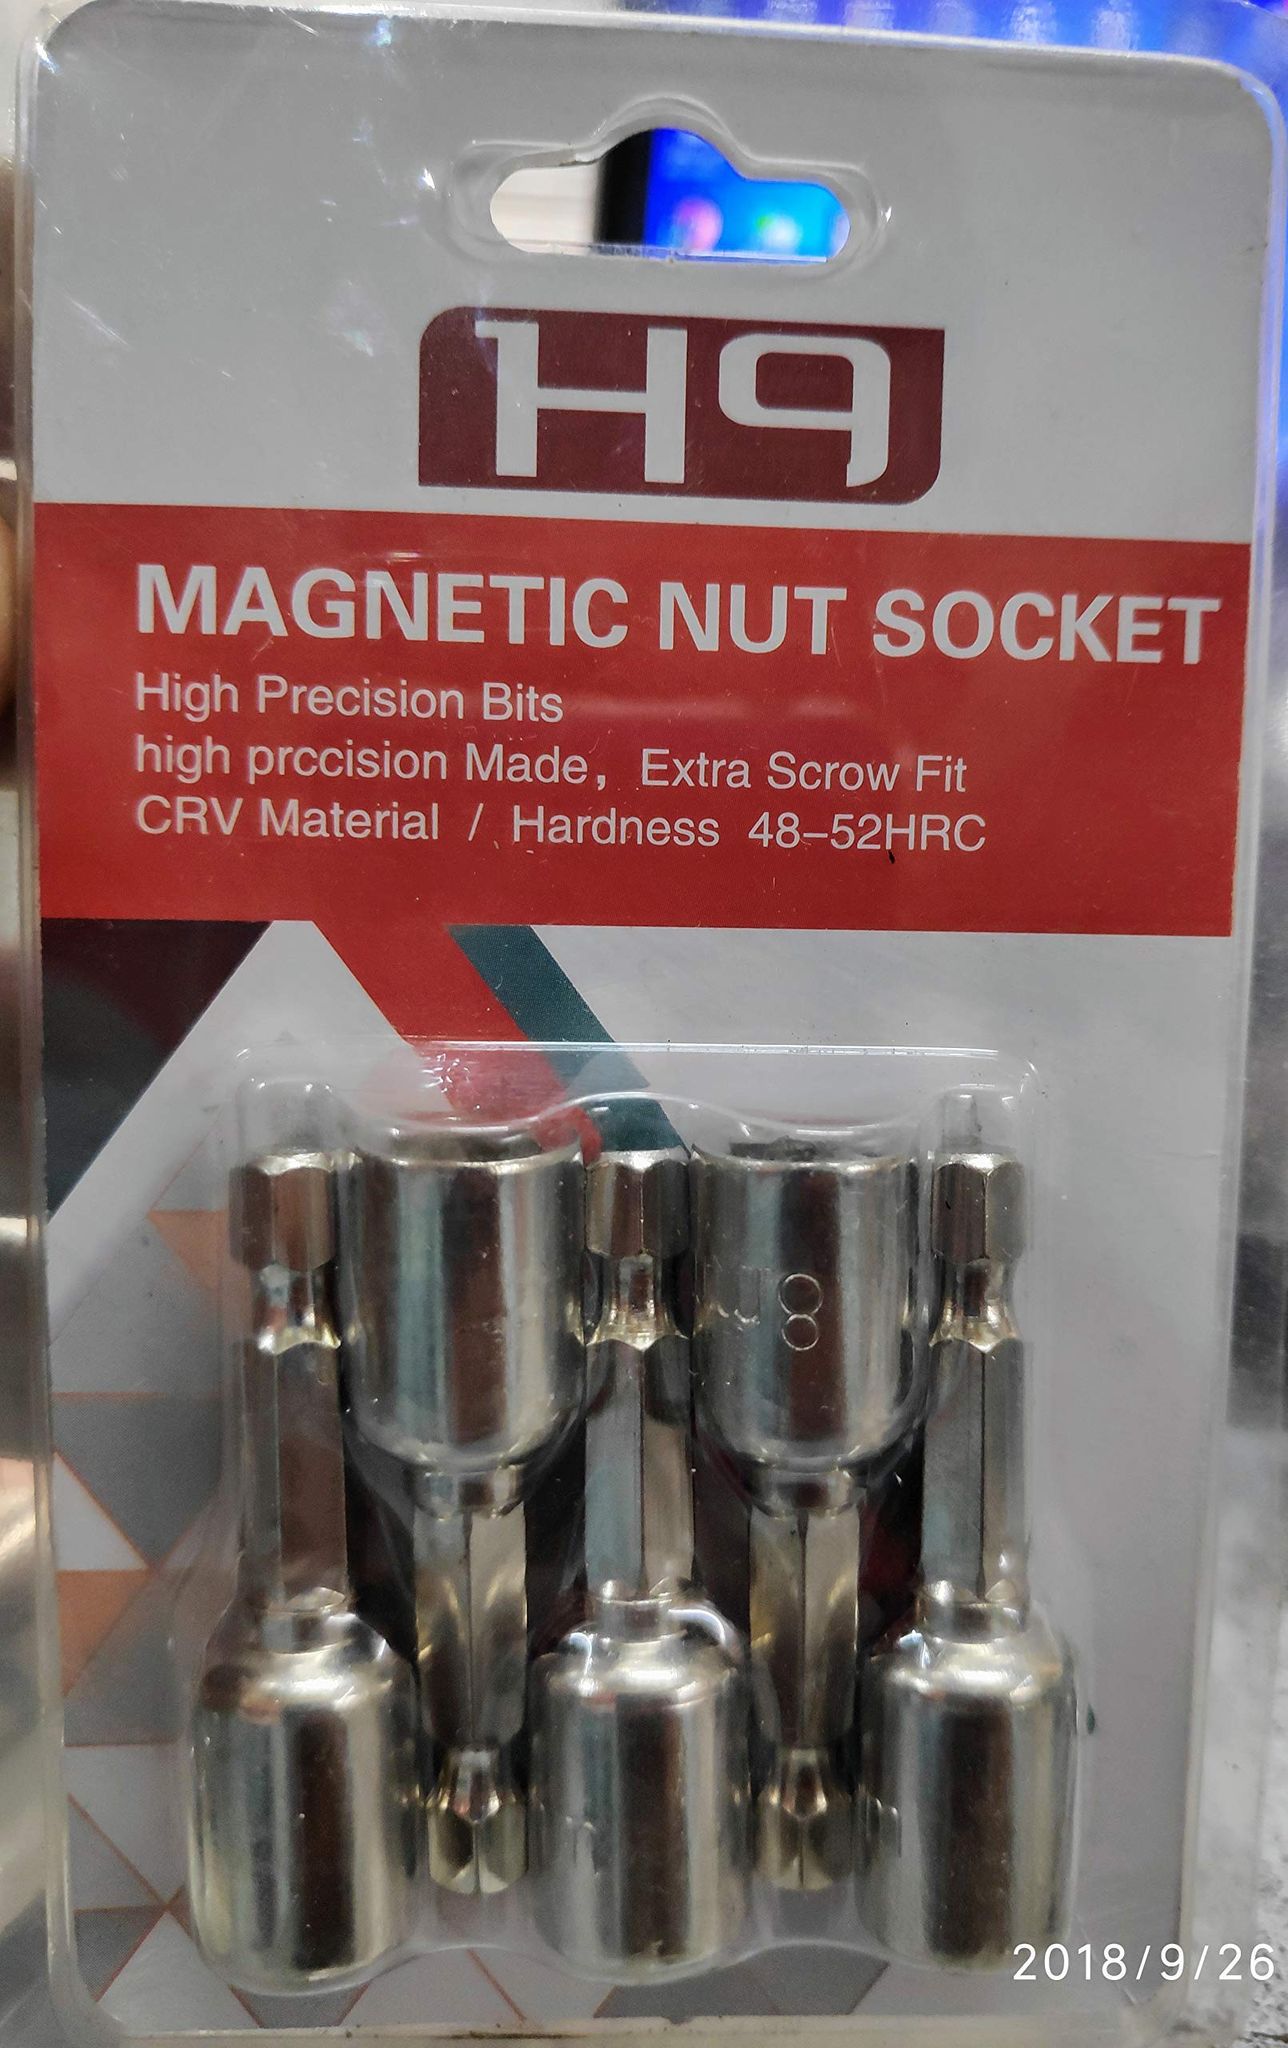 H9
MAGNETIC NUT SOCKET
High Precision Bits
high prccision Made, Extra Scrow Fit
CRV Material / Hardness 48-52HRC
8
2018/9/26